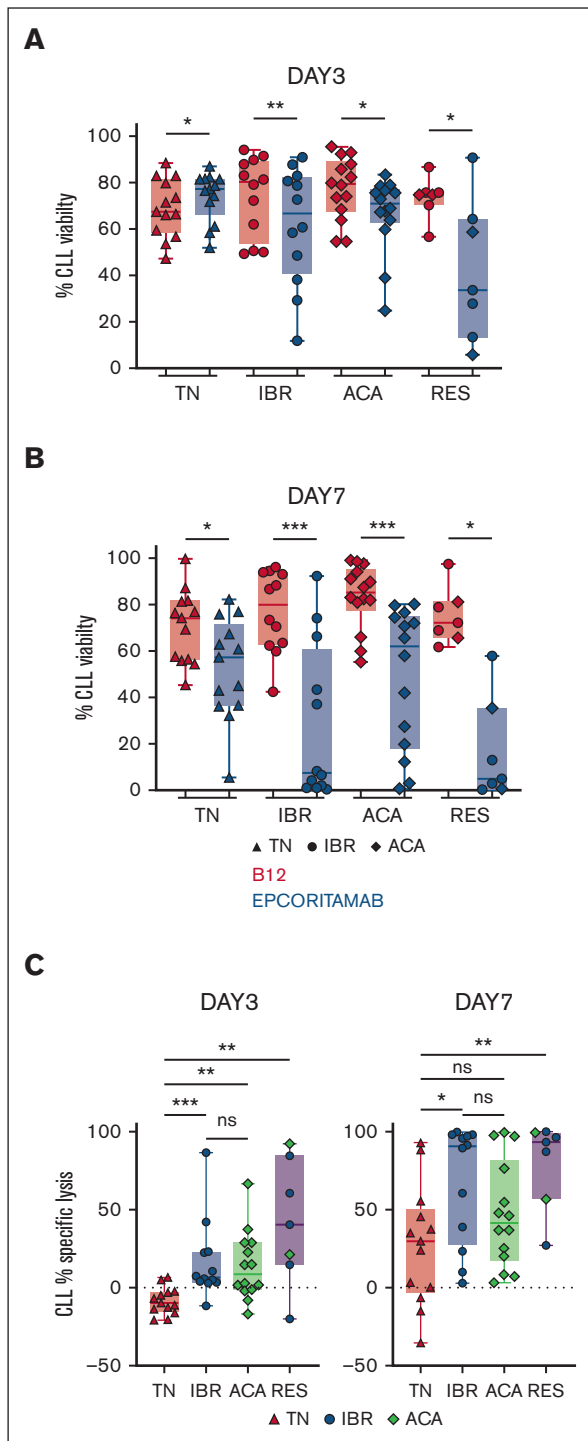 A
DAY3
* ** * *
100
80
60
40
20
0
% CLL viabilty
TN IBR ACA RES
B
DAY7
* *** *** *
100
80
60
40
20
0
% CLL viability
TN IBR ACA RES
▲ TN ● IBR ◆ ACA
B12
EPCORITAMAB
C
DAY3 DAY7
**
**
*** ns
**
ns
* ns
100
50
0
−50
CLL % specific lysis
TN IBR ACA RES
100
50
0
−50
TN IBR ACA RES
▲ TN ● IBR ◆ ACA